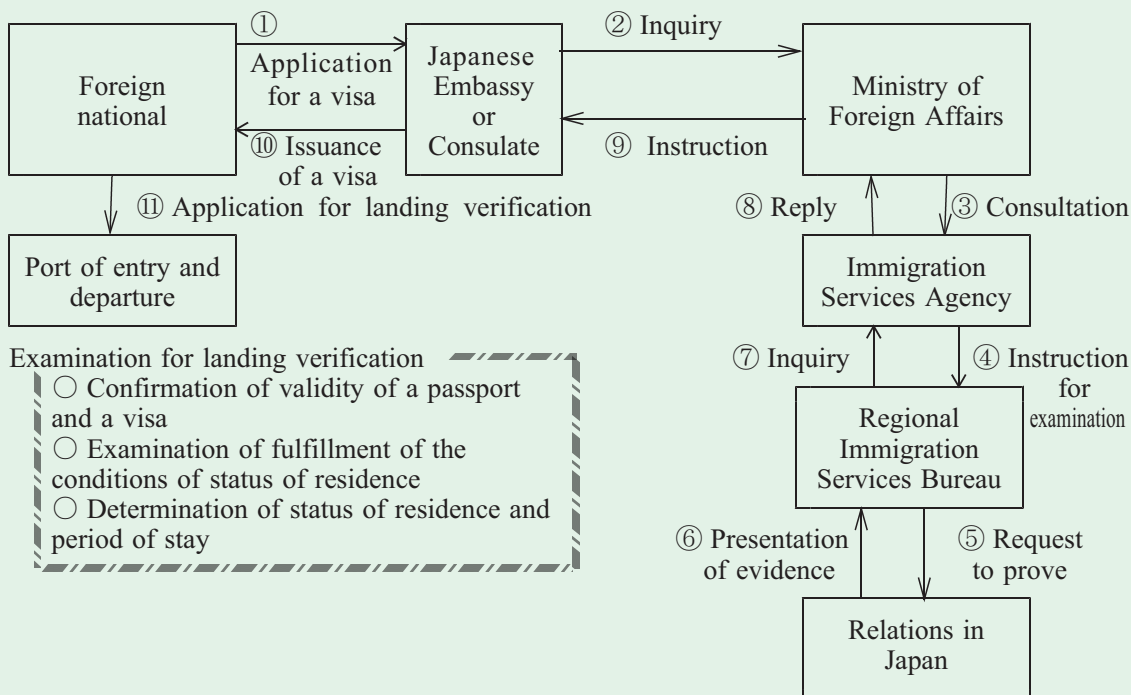 ①
Application
for a visa
② Inquiry
Foreign
national
Japanese
Embassy
or
Consulate
Ministry of
Foreign Affairs
⑩ Issuance
of a visa
⑨ Instruction
⑪ Application for landing verification
⑧ Reply
③ Consultation
Port of entry and
departure
Immigration
Services Agency
Examination for landing verification
○ Confirmation of validity of a passport
and a visa
○ Examination of fulfillment of the
conditions of status of residence
○ Determination of status of residence and
period of stay
⑦ Inquiry
④ Instruction
for
examination
Regional
Immigration
Services Bureau
⑥ Presentation
of evidence
⑤ Request
to prove
Relations in
Japan